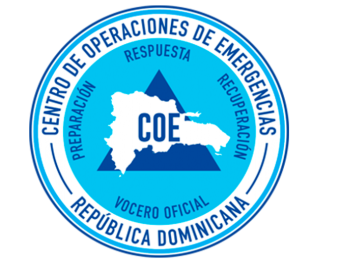 CENTRO DE OPERACIONES DE EMERGENCIAS
RESPUESTA
PREPARACIÓN
RECUPERACIÓN
COE
VOCERO OFICIAL
REPÚBLICA DOMINICANA